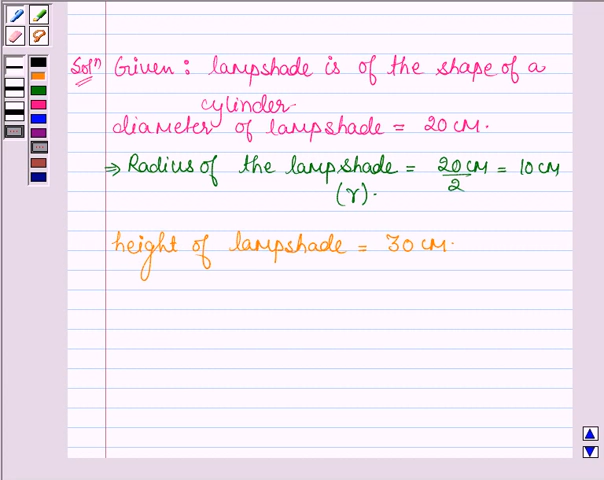 Solⁿ Given: lampshade is of the shape of a
cylinder
diameter of lampshade = 20 cm.
⇒ Radius of the lampshade = 20 cm/2 = 10 cm
(r).
height of lampshade = 30 cm.